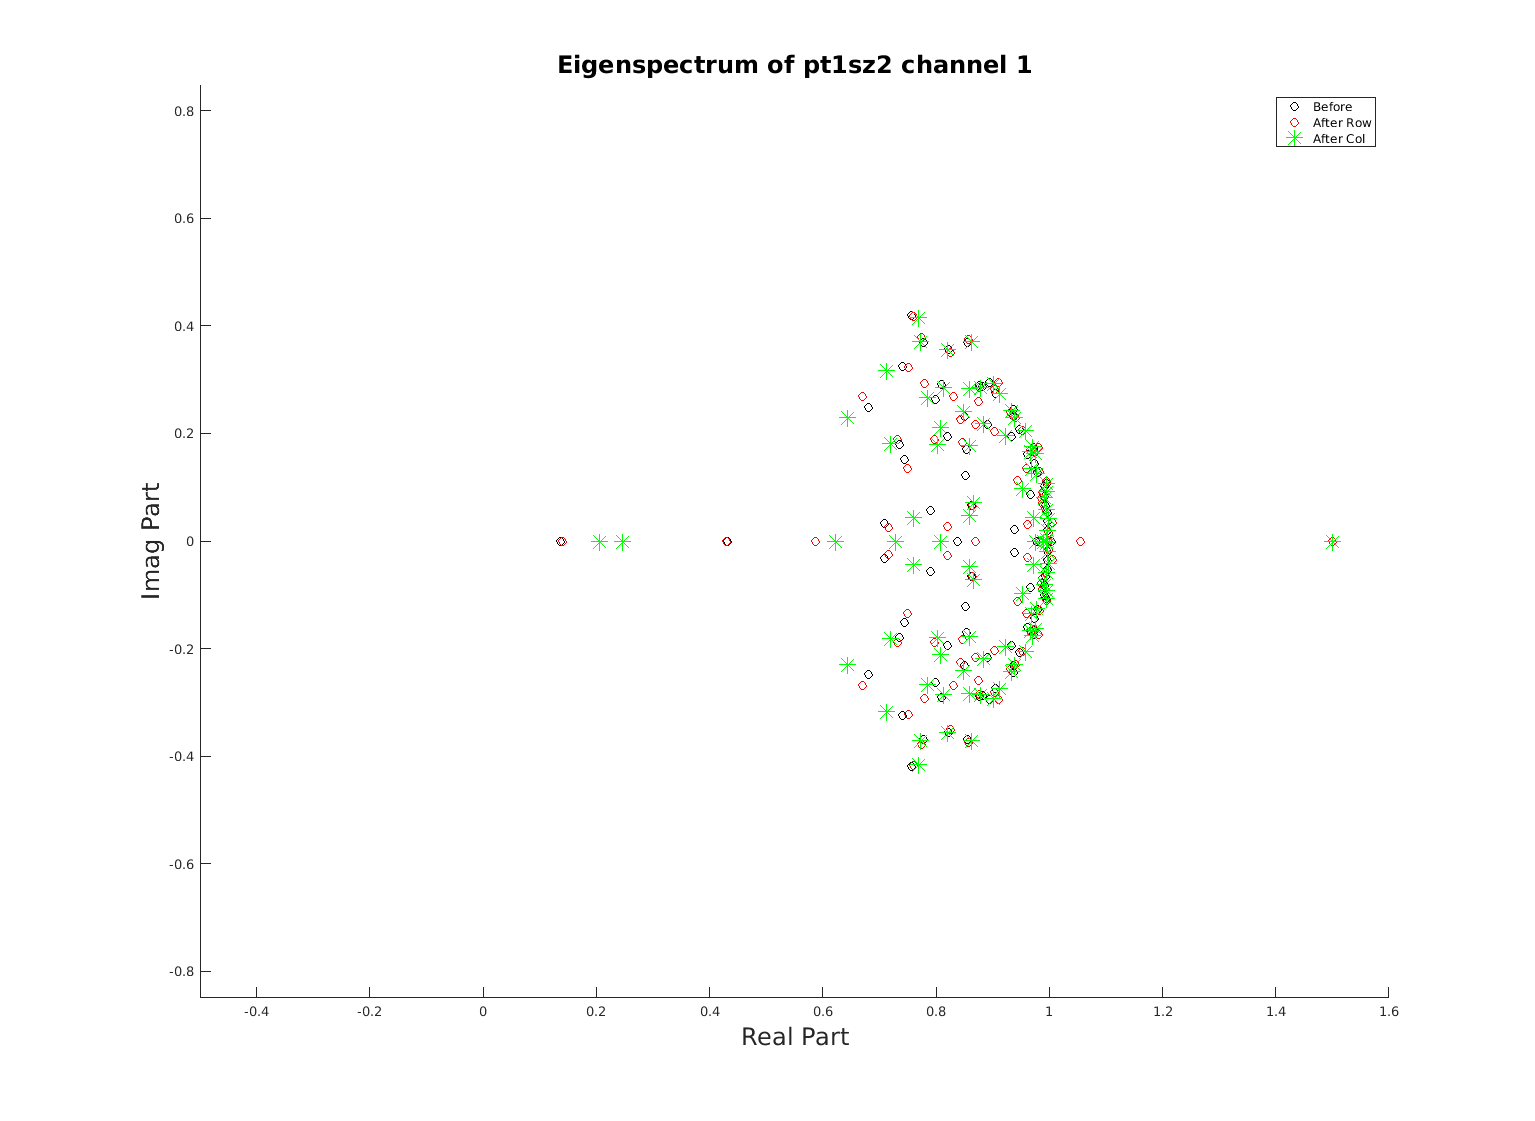 Eigenspectrum of pt1sz2 channel 1
Before
After Row
After Col
0.8
0.6
0.4
0.2
0
-0.2
-0.4
-0.6
-0.8
Imag Part
-0.4 -0.2 0 0.2 0.4 0.6 0.8 1 1.2 1.4 1.6
Real Part